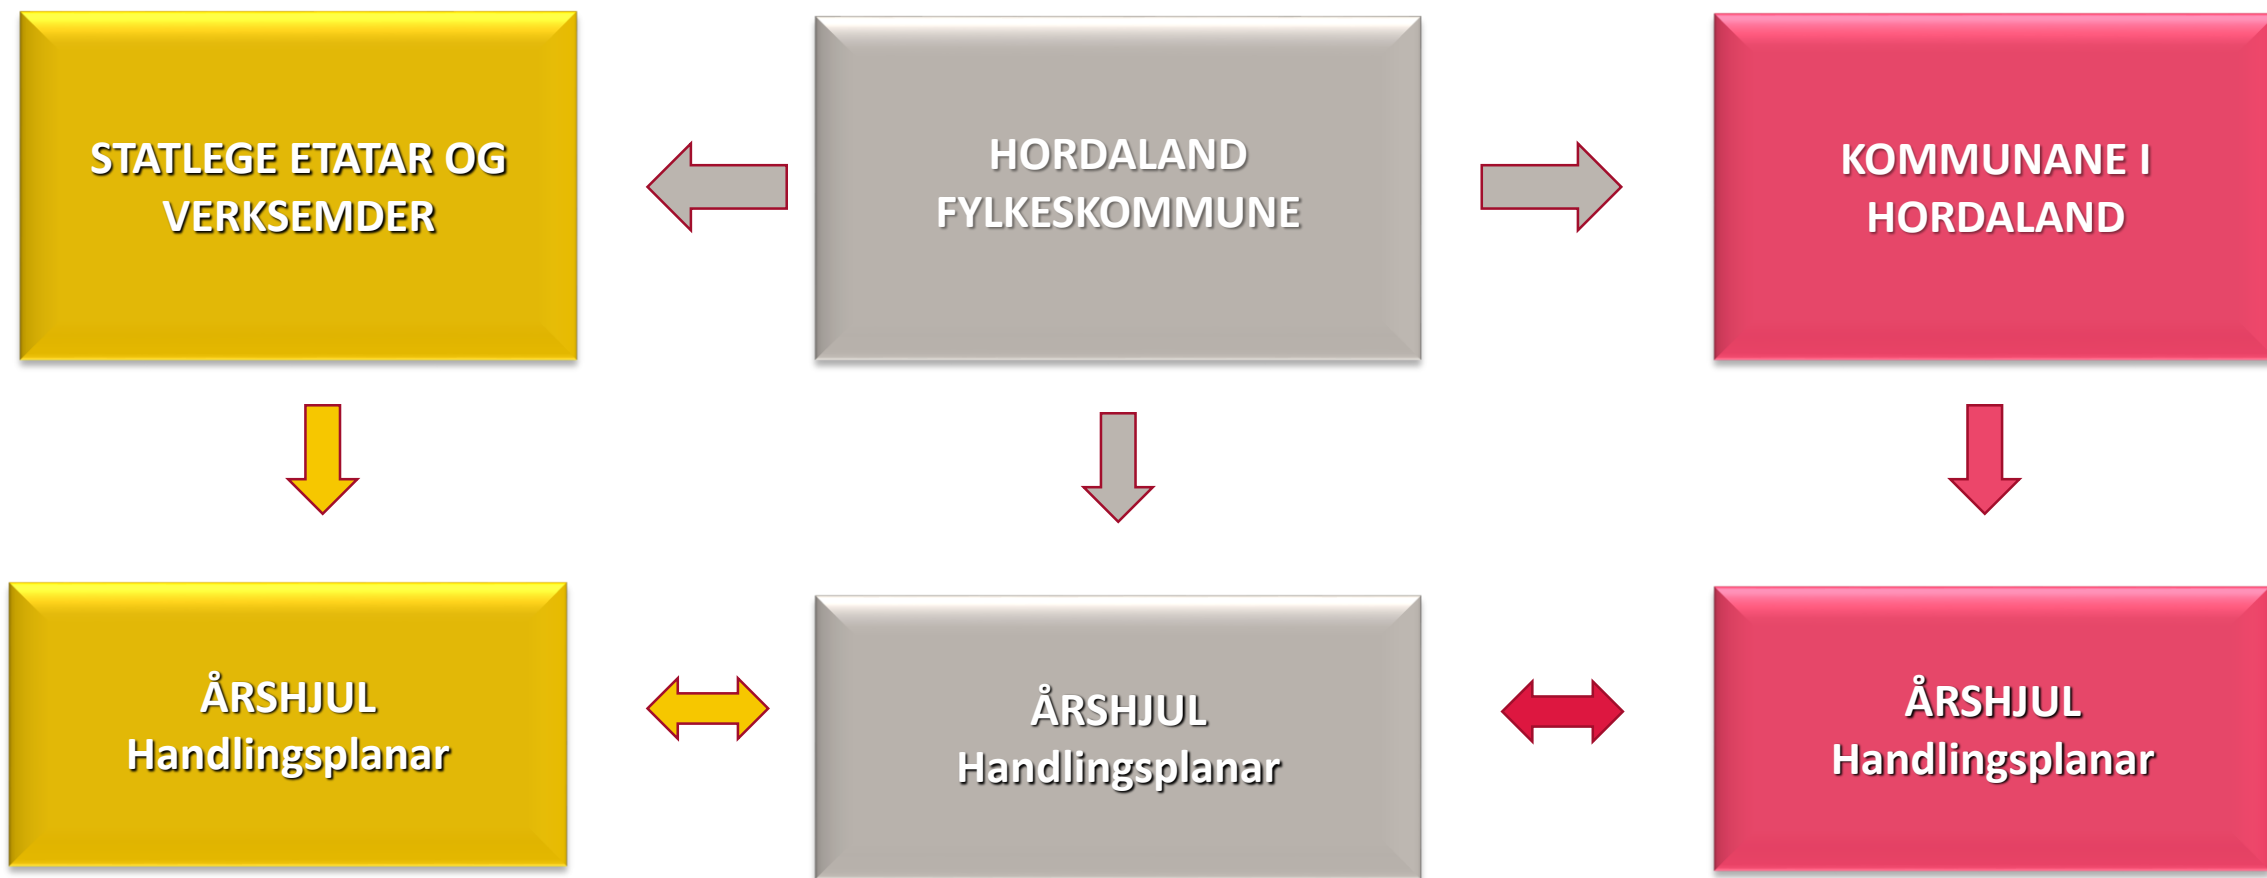 STATLEGE ETATAR OG
VERKSEMDER
HORDALAND
FYLKESKOMMUNE
KOMMUNANE I
HORDALAND
ÅRSHJUL
Handlingsplanar
ÅRSHJUL
Handlingsplanar
ÅRSHJUL
Handlingsplanar